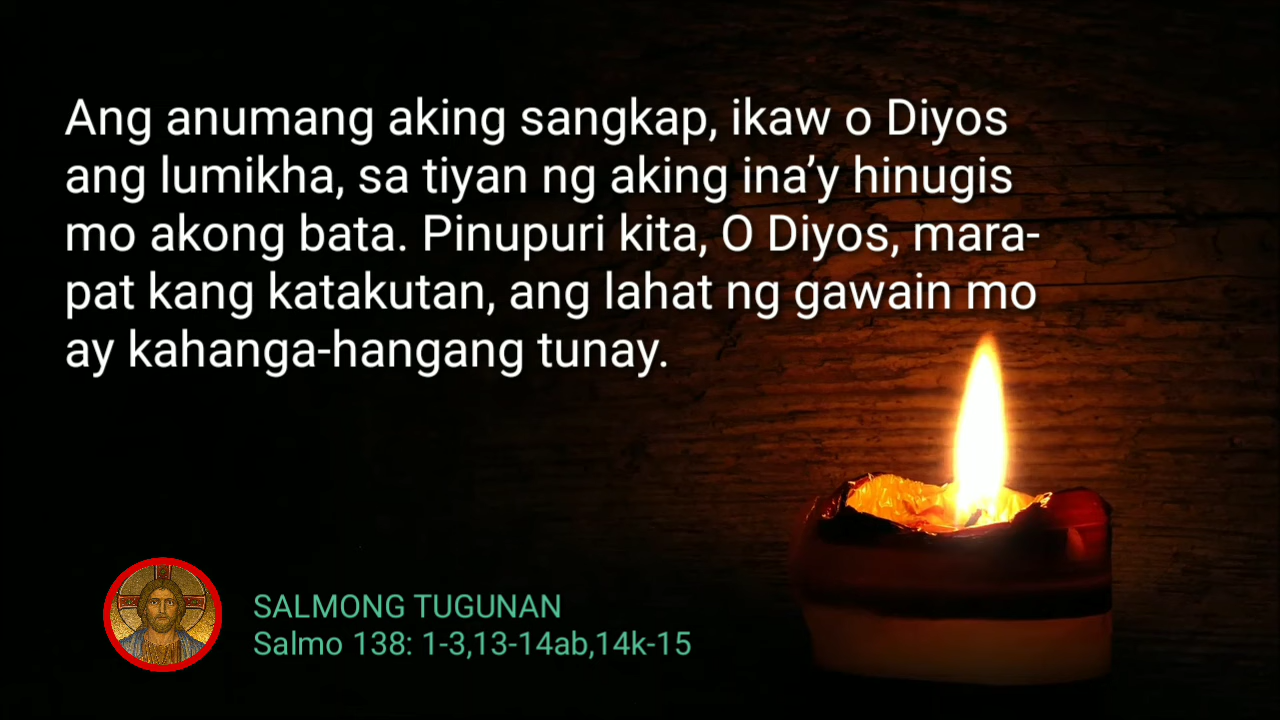 Ang anumang aking sangkap, ikaw o Diyos
ang lumikha, sa tiyan ng aking ina’y hinugis
mo akong bata. Pinupuri kita, O Diyos, mara-
pat kang katakutan, ang lahat ng gawain mo
ay kahanga-hangang tunay.
SALMONG TUGUNAN
Salmo 138: 1-3,13-14ab,14k-15